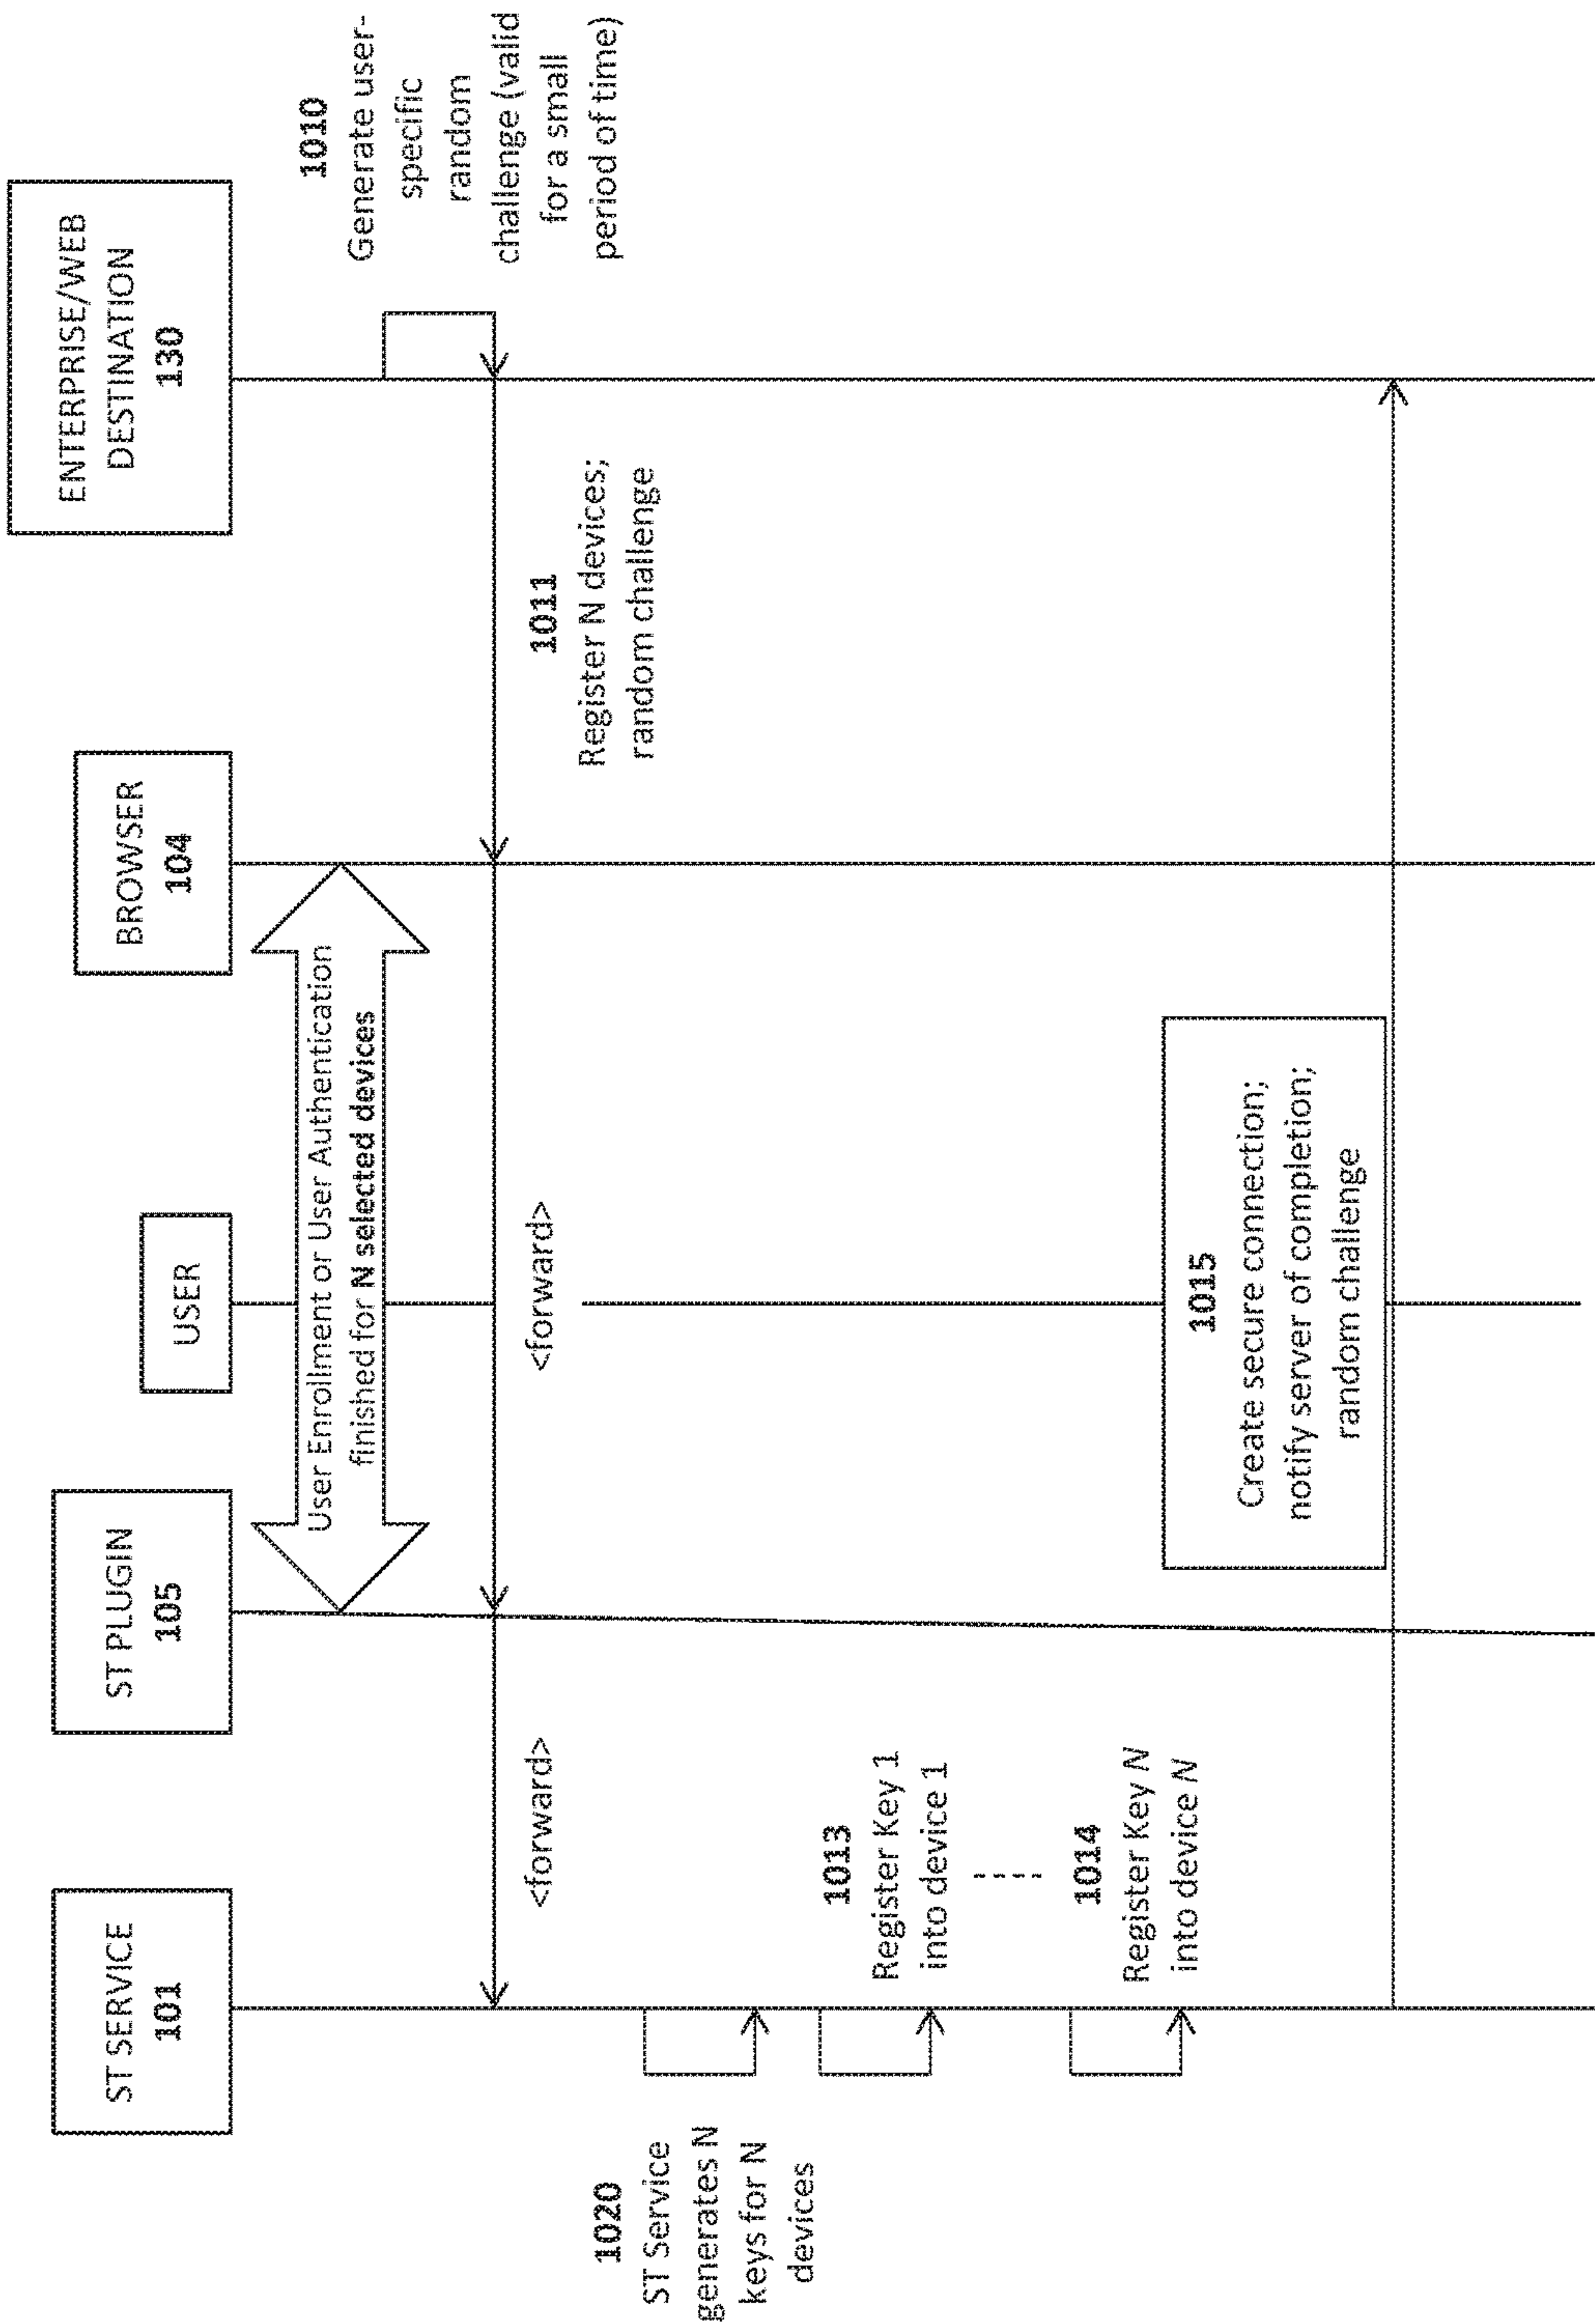 ST SERVICE
101
ST PLUGIN
105
USER
BROWSER
104
ENTERPRISE/WEB
DESTINATION
130
User Enrollment or User Authentication
finished for N selected devices
1010
Generate user-
specific
random
challenge (valid
for a small
period of time)
1011
Register N devices;
random challenge
<forward>
<forward>
1020
ST Service
generates N
keys for N
devices
1013
Register Key 1
into device 1
1014
Register Key N
into device N
1015
Create secure connection;
notify server of completion;
random challenge